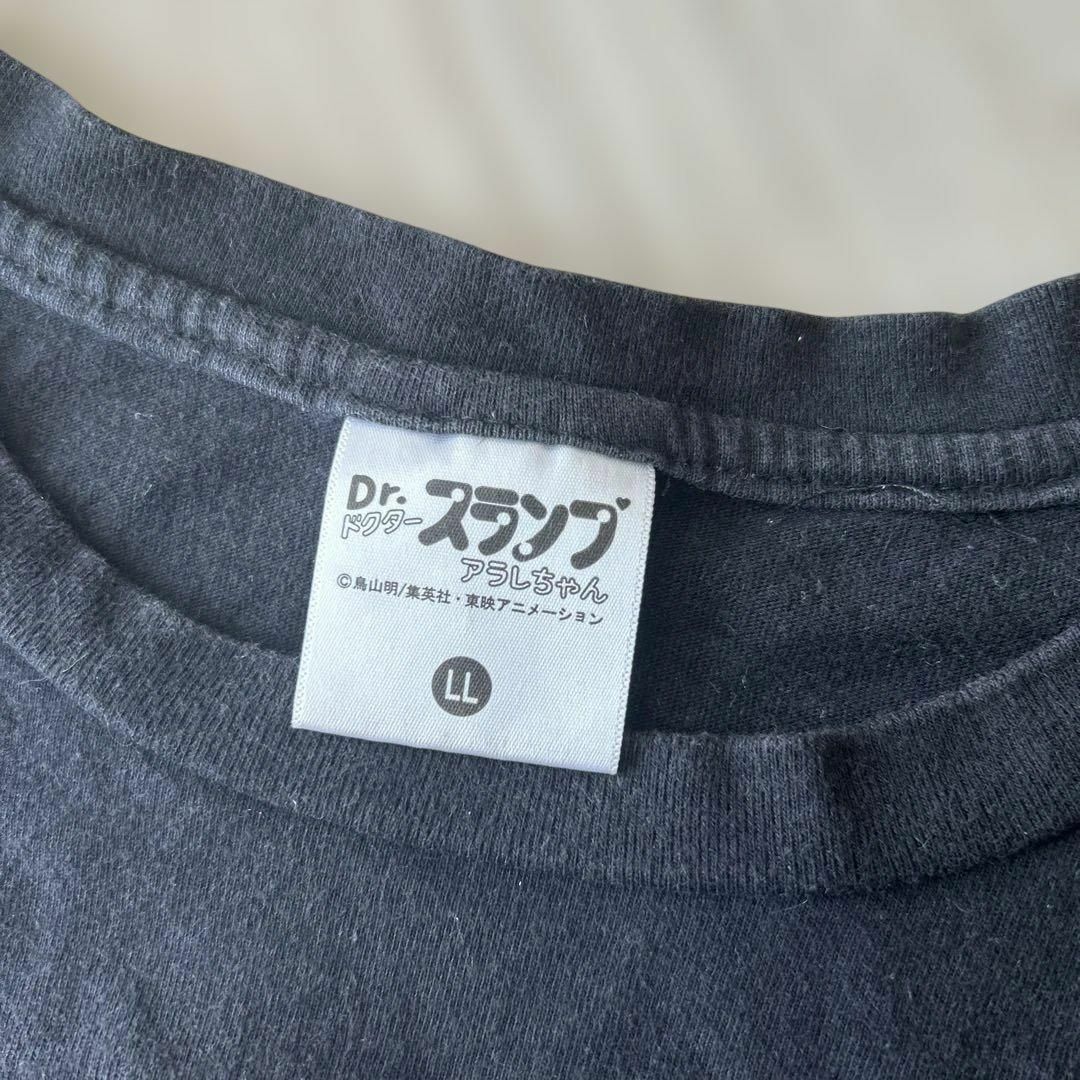 Dr.スランプ
ドクター
アラレちゃん
©鳥山明/集英社・東映アニメーション
LL